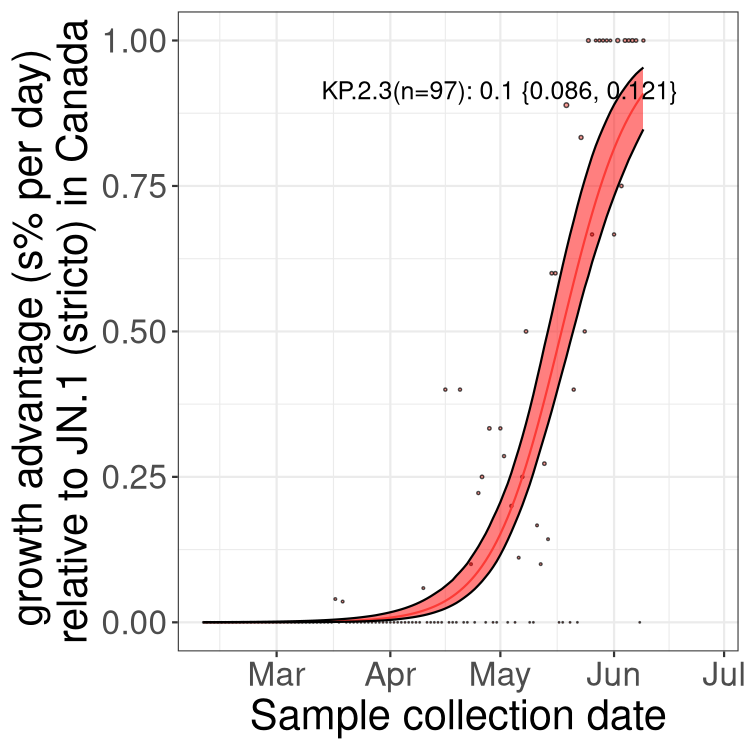 growth advantage (s% per day)
relative to JN.1 (stricto) in Canada
1.00
0.75
0.50
0.25
0.00
KP.2.3(n=97): 0.1 {0.086, 0.121}
Mar Apr May Jun Jul
Sample collection date